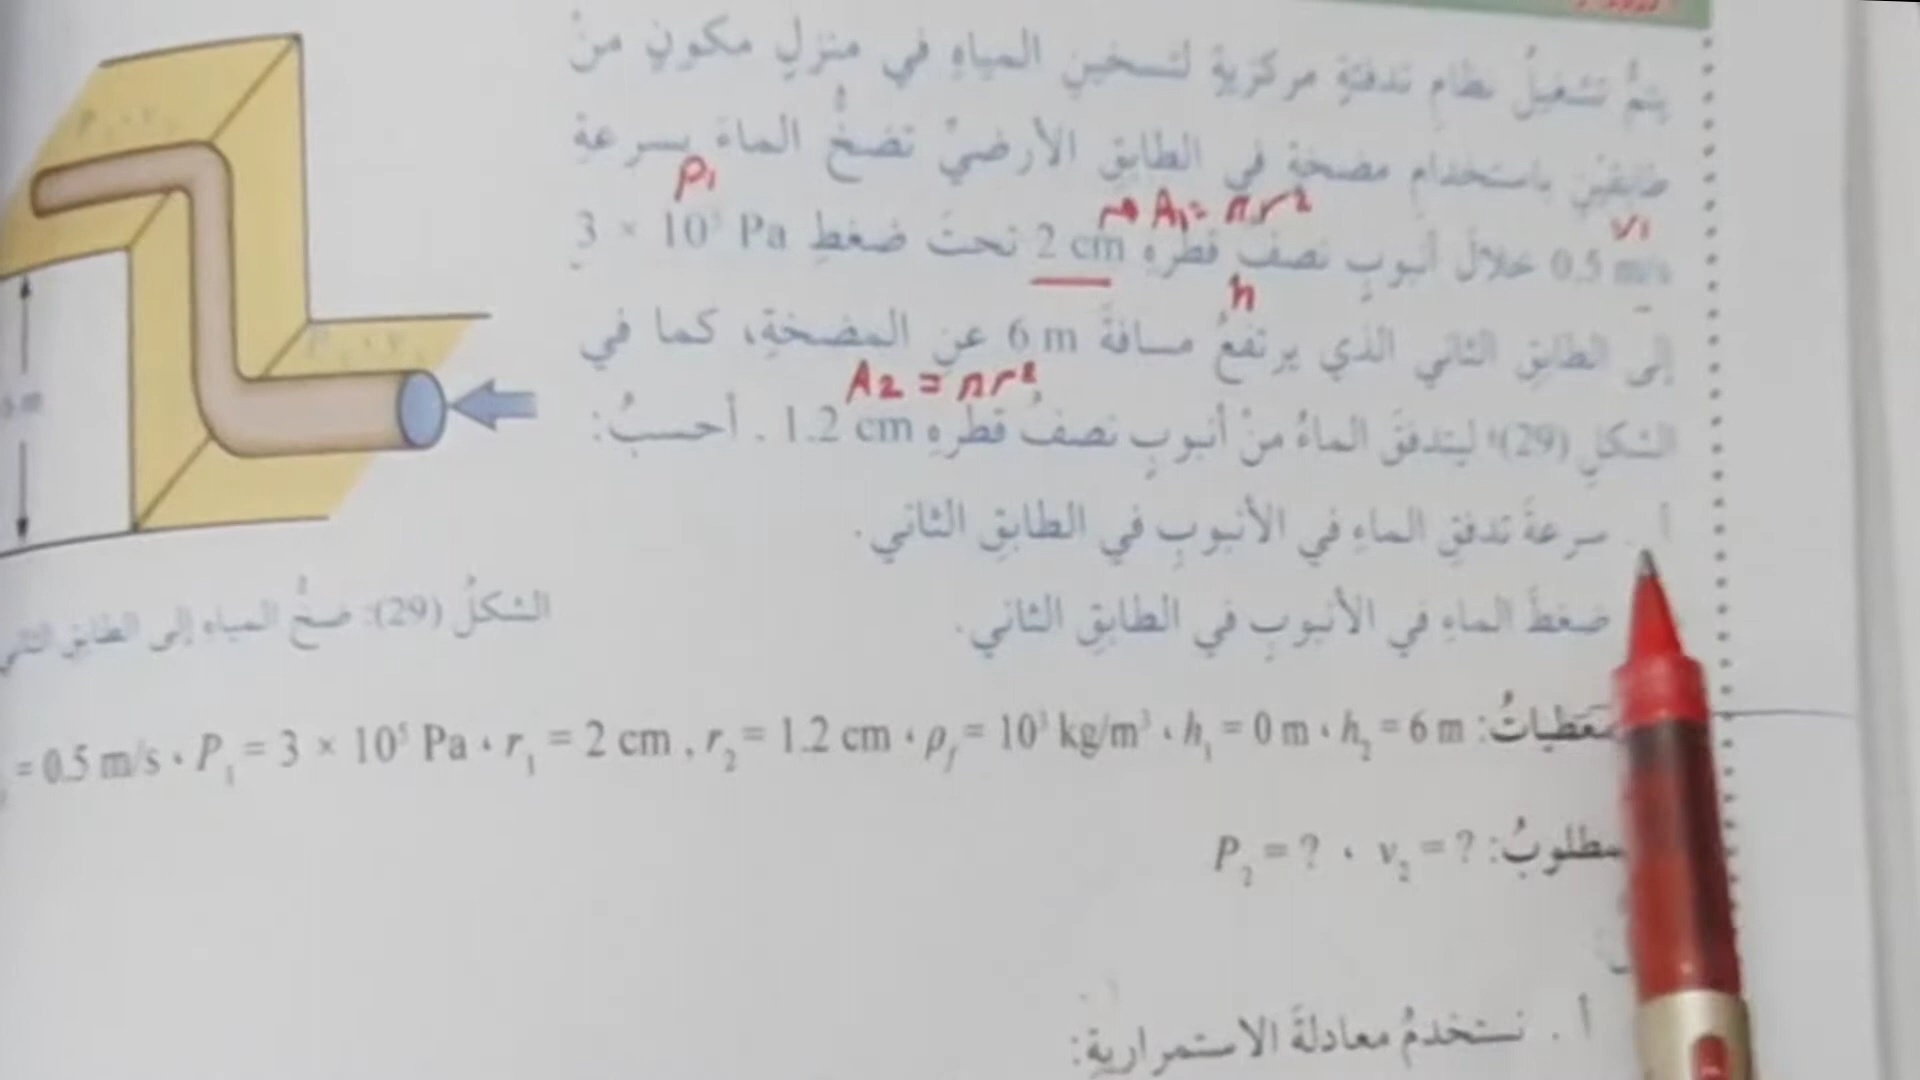 يتمُّ تشغيلُ نظامِ تدفئةٍ مركزيةٍ لتسخينِ المياهِ في منزلٍ مكونٍ منْ
طابقينِ باستخدامِ مضخةٍ في الطابقِ الأرضيِّ تضخُّ الماءَ بسرعةِ
P₁
→ A₁ = πr²
v₁
0.5 m/s خلالَ أنبوبٍ نصفُ قطرِهِ 2 cm تحتَ ضغطِ 3 × 10⁵ Pa
h
إلى الطابقِ الثاني الذي يرتفعُ مسافةَ 6 m عنِ المضخةِ، كما في
A₂ = πr²
الشكلِ (29)؛ ليتدفقَ الماءُ منْ أنبوبٍ نصفُ قطرِهِ 1.2 cm . أحسبُ:
أ . سرعةَ تدفقِ الماءِ في الأنبوبِ في الطابقِ الثاني.
ضغطَ الماءِ في الأنبوبِ في الطابقِ الثاني.
6 m
الشكلُ (29): ضخُّ المياهِ إلى الطابقِ الثاني
معطياتُ: h₂ = 6 m ، h₁ = 0 m ، ρf = 10³ kg/m³ ، r₂ = 1.2 cm , r₁ = 2 cm ، P₁ = 3 × 10⁵ Pa ، = 0.5 m/s
مطلوبُ: P₂ = ? ، v₂ = ?
أ . نستخدمُ معادلةَ الاستمراريةِ: